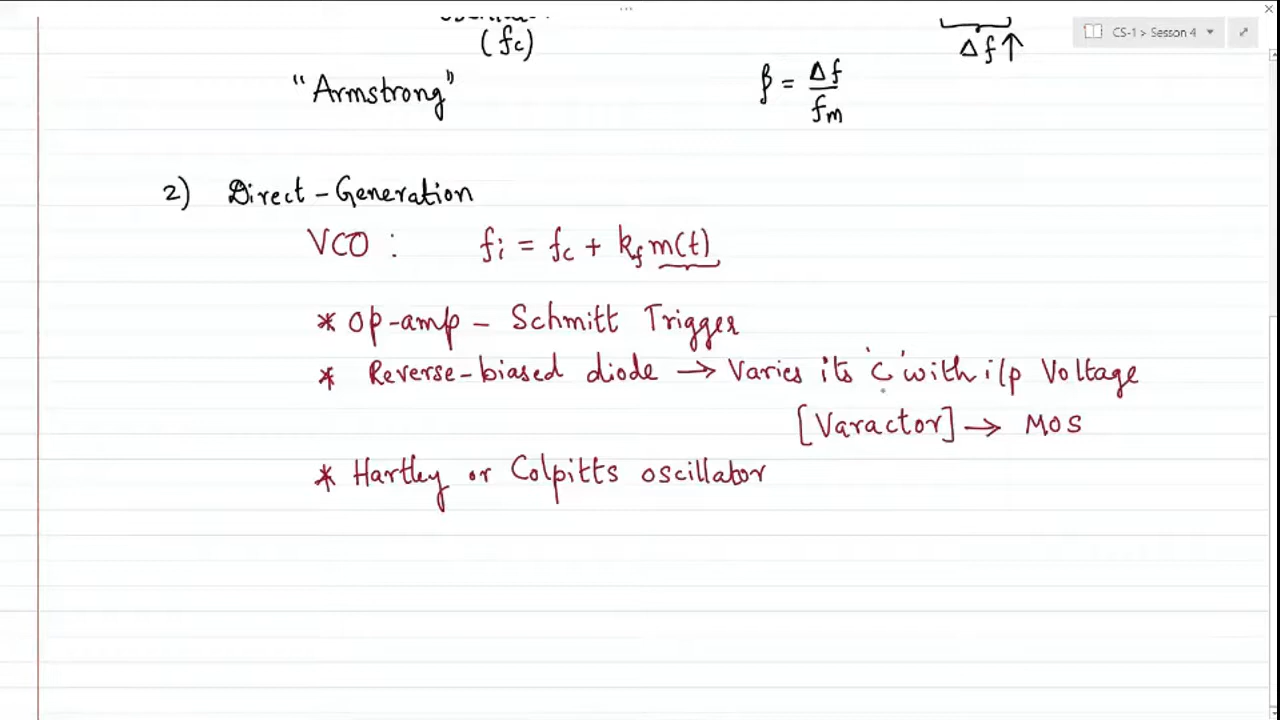 CS-1 > Sesson 4
(fc)
Δf↑
"Armstrong"
β = Δf/fm
2) Direct - Generation
VCO : fi = fc + kf m(t)
* Op-amp - Schmitt Trigger
* Reverse-biased diode → Varies its 'C' with i/p Voltage
[Varactor] → MOS
* Hartley or Colpitts oscillator